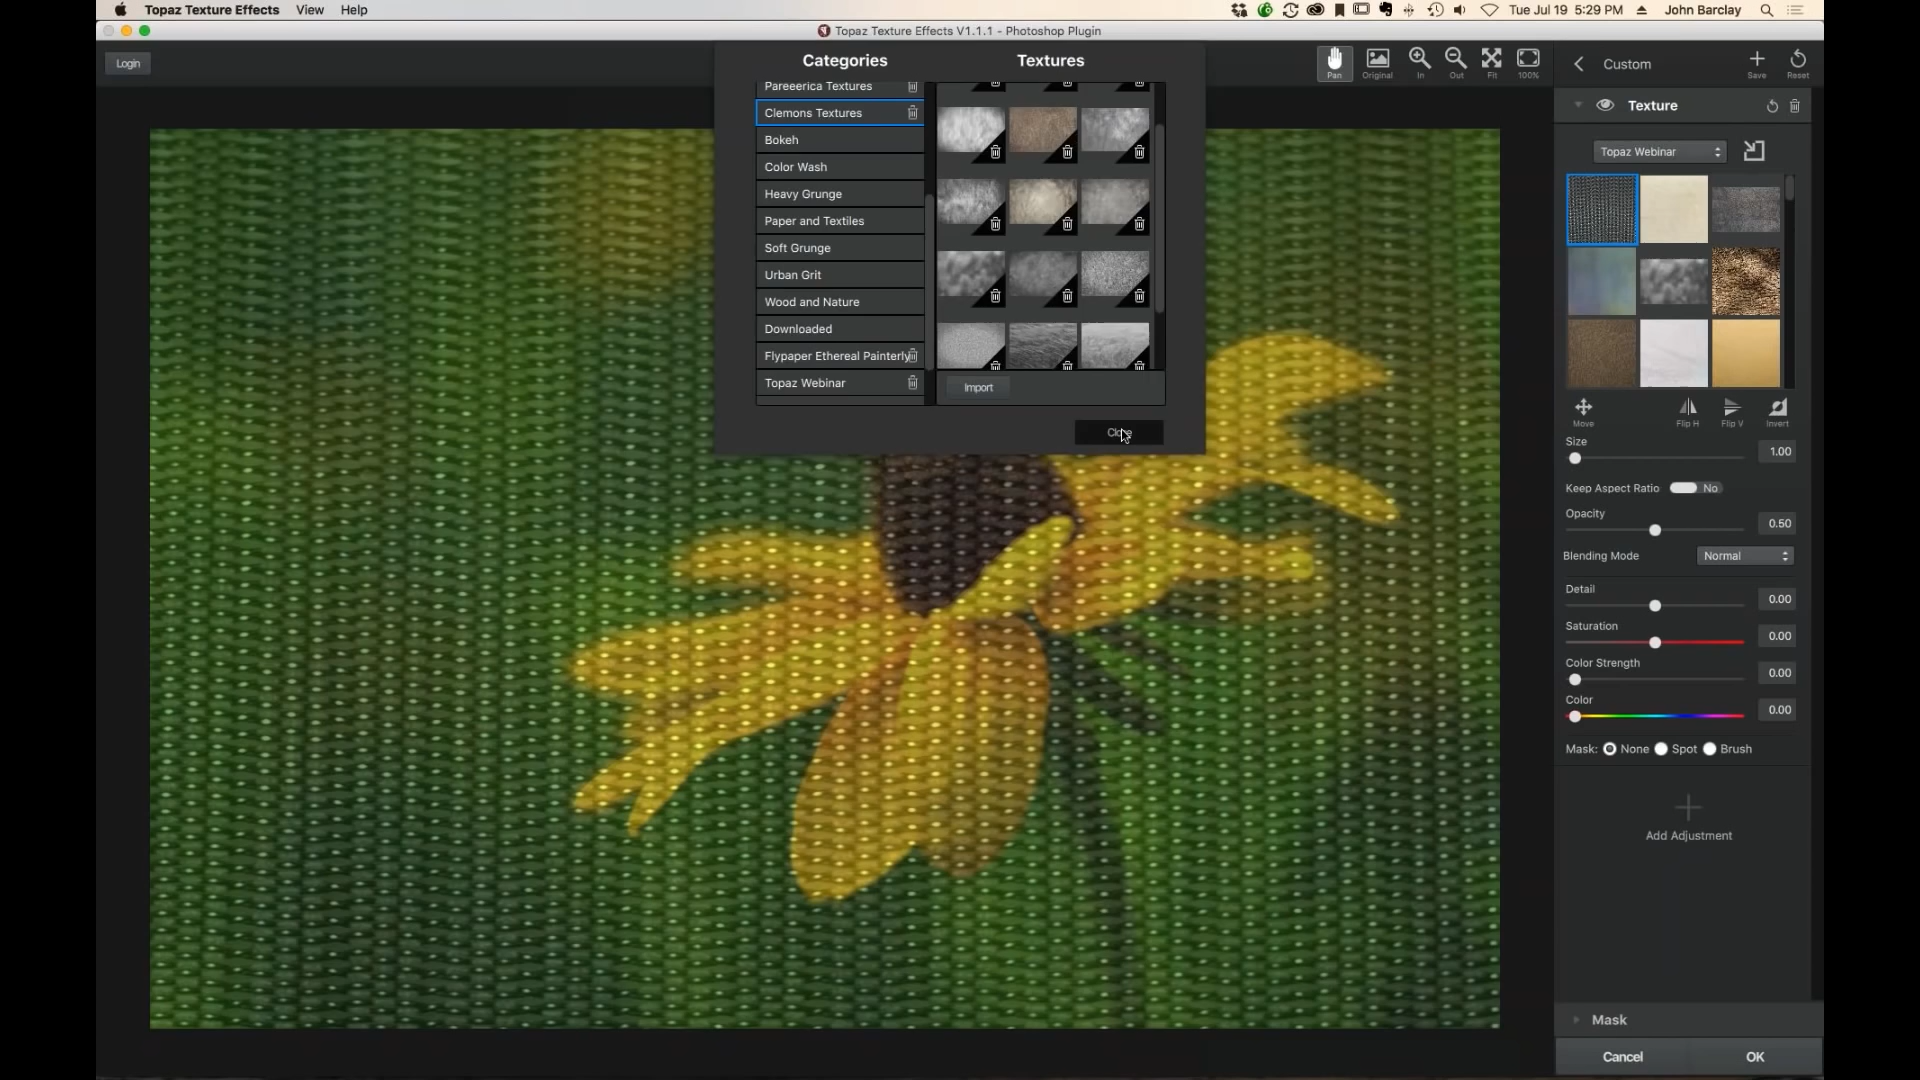 Topaz Texture Effects View Help
Tue Jul 19 5:29 PM John Barclay
Topaz Texture Effects V1.1.1 - Photoshop Plugin
Login
Categories
Textures
Pan
Original
In
Out
Fit
100%
Custom
Save
Reset
Pareeerica Textures
Clemons Textures
Bokeh
Color Wash
Heavy Grunge
Paper and Textiles
Soft Grunge
Urban Grit
Wood and Nature
Downloaded
Flypaper Ethereal Painterly
Topaz Webinar
Import
Close
Texture
Topaz Webinar
Move
Flip H
Flip V
Invert
Size
1.00
Keep Aspect Ratio No
Opacity
0.50
Blending Mode Normal
Detail
0.00
Saturation
0.00
Color Strength
0.00
Color
0.00
Mask: None Spot Brush
Add Adjustment
Mask
Cancel OK